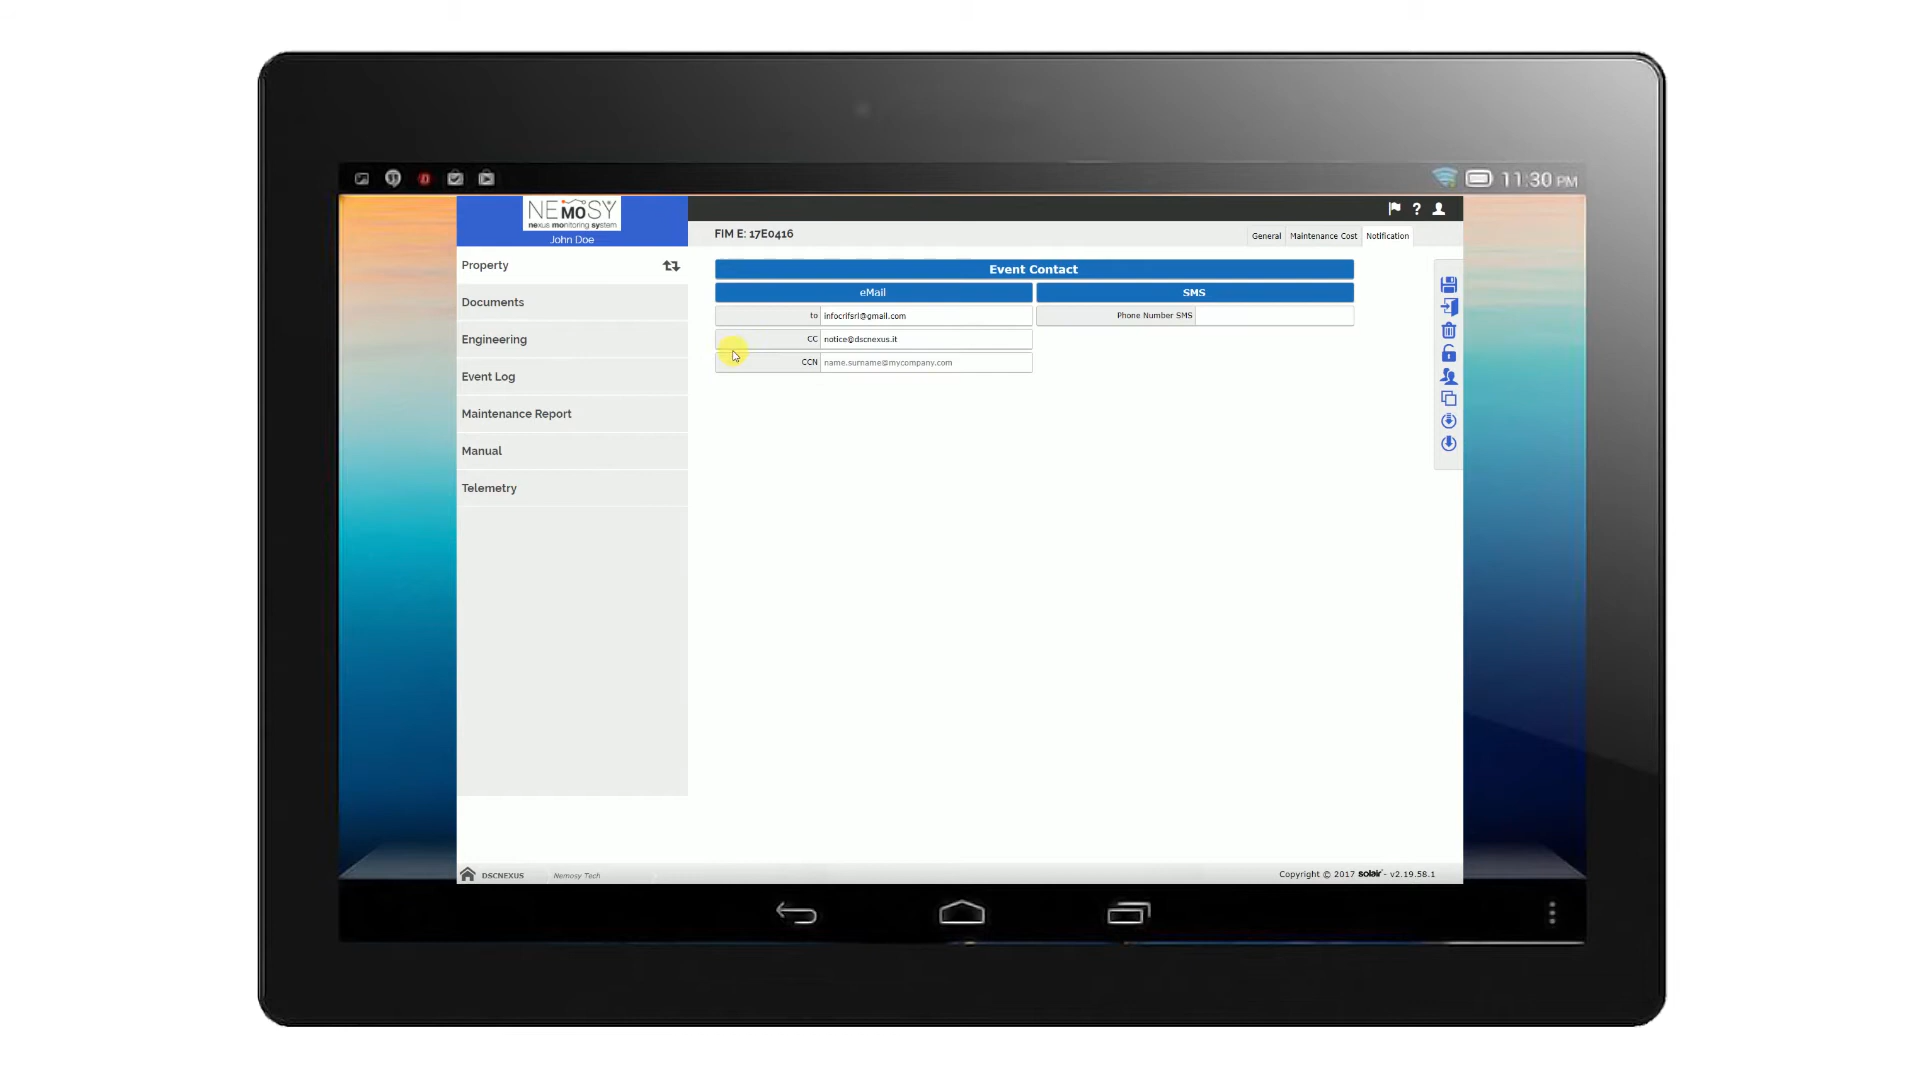 11:30 PM
NEMOSY
nexus monitoring system
John Doe
FIM E: 17E0416
General
Maintenance Cost
Notification
Property
Documents
Engineering
Event Log
Maintenance Report
Manual
Telemetry
Event Contact
eMail
SMS
to infocrifsrl@gmail.com
Phone Number SMS
CC notice@dscnexus.it
CCN name.surname@mycompany.com
DSCNEXUS
Nemosy Tech
Copyright © 2017 solair - v2.19.58.1